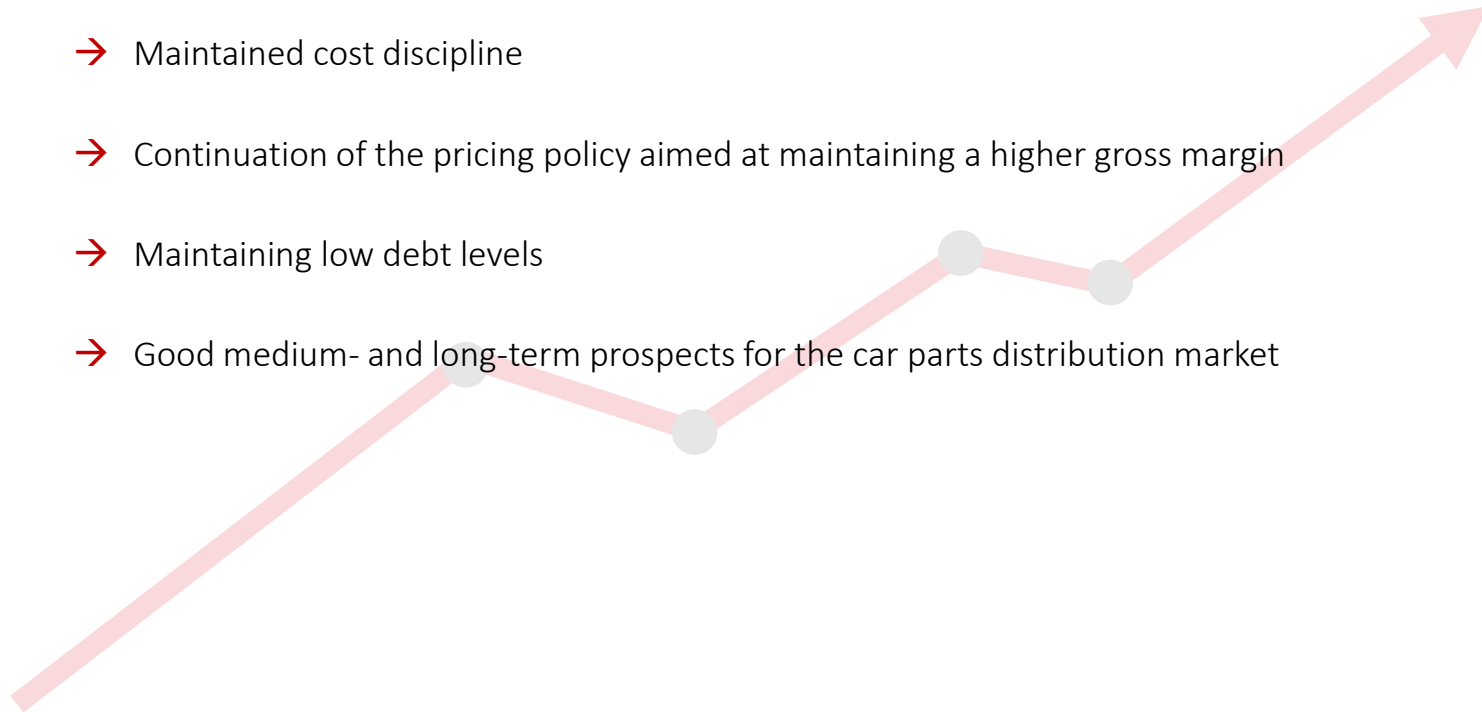 → Maintained cost discipline
→ Continuation of the pricing policy aimed at maintaining a higher gross margin
→ Maintaining low debt levels
→ Good medium- and long-term prospects for the car parts distribution market